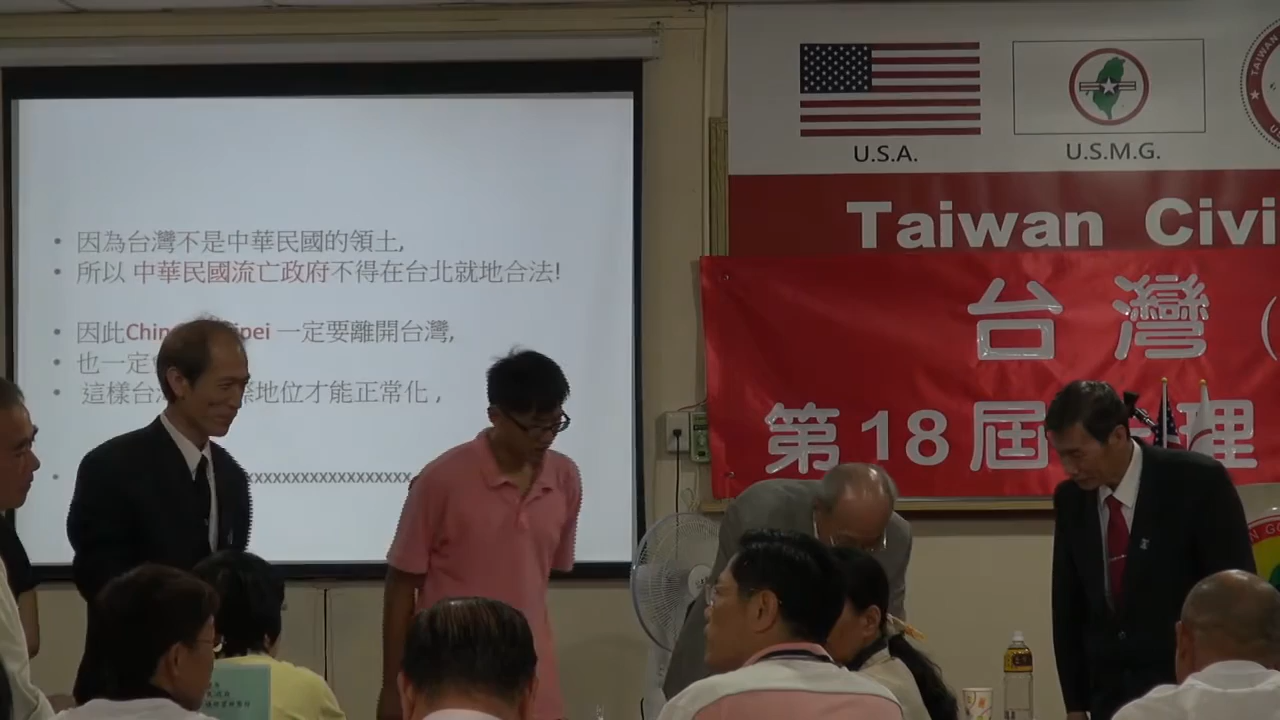 因為台灣不是中華民國的領土,
所以 中華民國流亡政府不得在台北就地合法!
因此Chin pei 一定要離開台灣,
也一定
這樣台 地位才能正常化 ,
xxxxxxxxxxxxxxxxx
U.S.A.
U.S.M.G.
TAIWAN
Taiwan Civi
台灣 (
第18屆 理